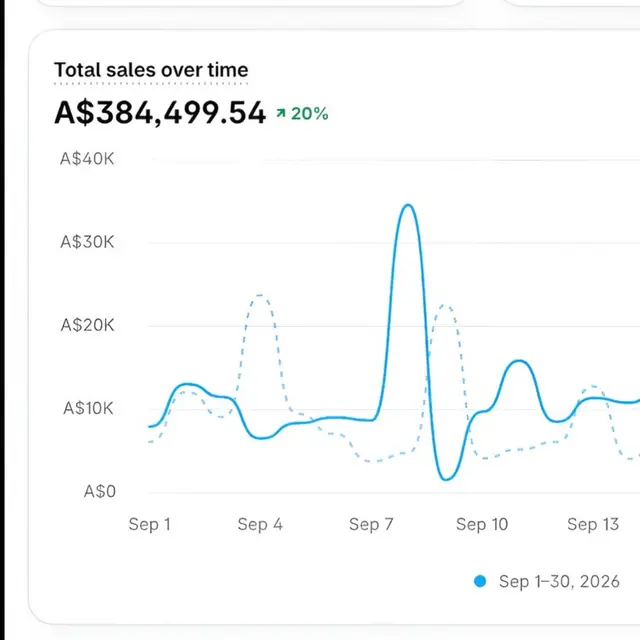 Total sales over time
A$384,499.54 ↗ 20%
A$40K
A$30K
A$20K
A$10K
A$0
Sep 1 Sep 4 Sep 7 Sep 10 Sep 13
Sep 1–30, 2026